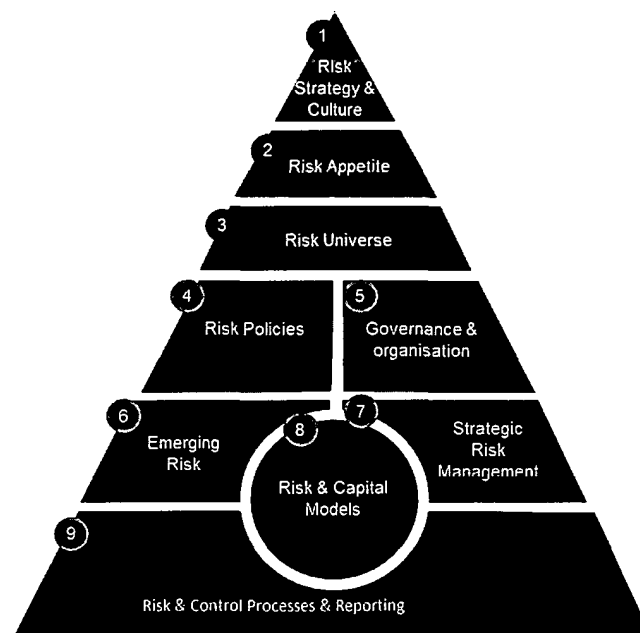 1
Risk
Strategy &
Culture
2
Risk Appetite
3
Risk Universe
4
Risk Policies
5
Governance &
organisation
6
Emerging
Risk
7
Strategic
Risk
Management
8
Risk & Capital
Models
9
Risk & Control Processes & Reporting